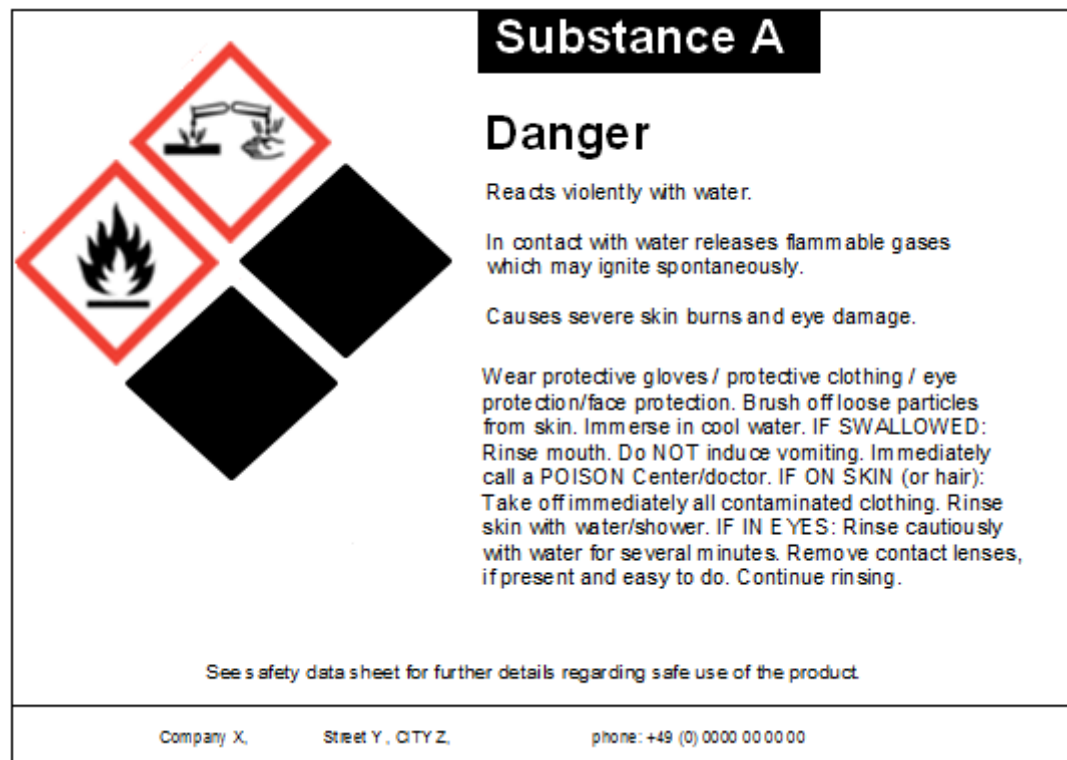 Substance A
Danger
Reacts violently with water.
In contact with water releases flammable gases
which may ignite spontaneously.
Causes severe skin burns and eye damage.
Wear protective gloves / protective clothing / eye
protection/face protection. Brush off loose particles
from skin. Immerse in cool water. IF SWALLOWED:
Rinse mouth. Do NOT induce vomiting. Immediately
call a POISON Center/doctor. IF ON SKIN (or hair):
Take off immediately all contaminated clothing. Rinse
skin with water/shower. IF IN EYES: Rinse cautiously
with water for several minutes. Remove contact lenses,
if present and easy to do. Continue rinsing.
See safety data sheet for further details regarding safe use of the product
Company X, Street Y, CITY Z, phone: +49 (0) 0000 00 00 00